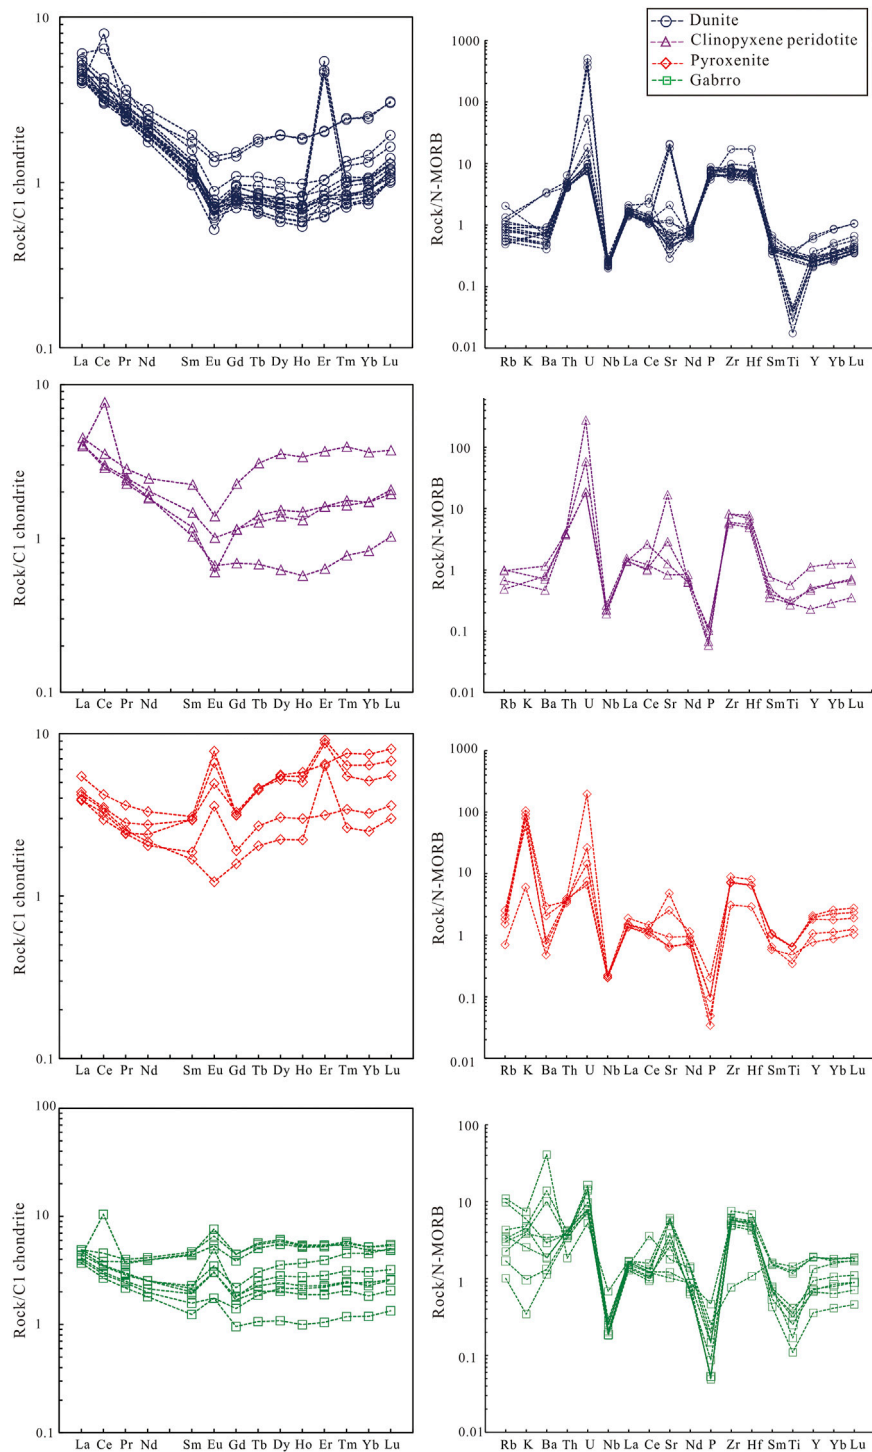 Dunite
Clinopyxene peridotite
Pyroxenite
Gabrro
10
1
0.1
Rock/C1 chondrite
La Ce Pr Nd Sm Eu Gd Tb Dy Ho Er Tm Yb Lu
1000
100
10
1
0.1
0.01
Rock/N-MORB
Rb K Ba Th U Nb La Ce Sr Nd P Zr Hf Sm Ti Y Yb Lu
10
1
0.1
Rock/C1 chondrite
La Ce Pr Nd Sm Eu Gd Tb Dy Ho Er Tm Yb Lu
100
10
1
0.1
0.01
Rock/N-MORB
Rb K Ba Th U Nb La Ce Sr Nd P Zr Hf Sm Ti Y Yb Lu
10
1
0.1
Rock/C1 chondrite
La Ce Pr Nd Sm Eu Gd Tb Dy Ho Er Tm Yb Lu
1000
100
10
1
0.1
0.01
Rock/N-MORB
Rb K Ba Th U Nb La Ce Sr Nd P Zr Hf Sm Ti Y Yb Lu
100
10
1
0.1
Rock/C1 chondrite
La Ce Pr Nd Sm Eu Gd Tb Dy Ho Er Tm Yb Lu
100
10
1
0.1
0.01
Rock/N-MORB
Rb K Ba Th U Nb La Ce Sr Nd P Zr Hf Sm Ti Y Yb Lu